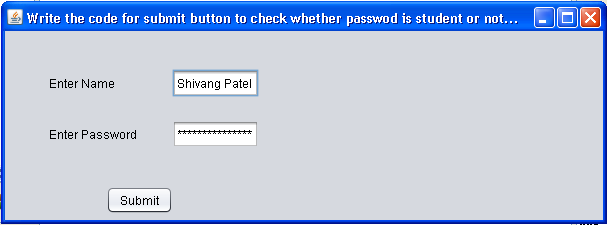 Write the code for submit button to check whether passwod is student or not...
Enter Name
Shivang Patel
Enter Password
***************
Submit